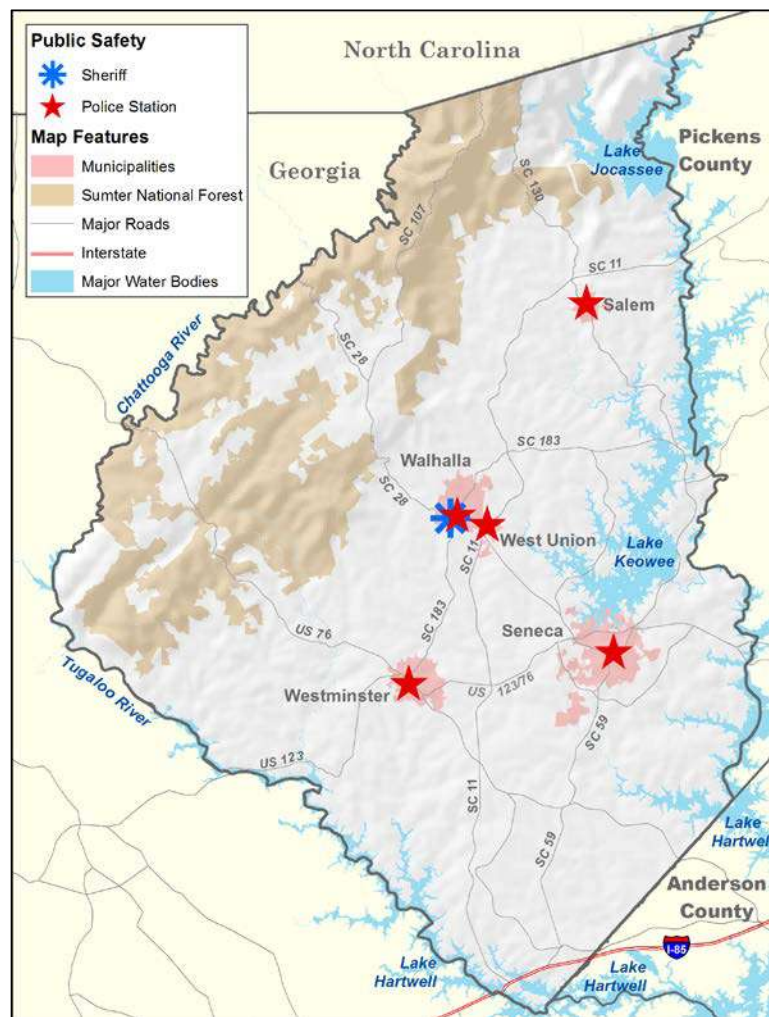 Public Safety
Sheriff
Police Station
Map Features
Municipalities
Sumter National Forest
Major Roads
Interstate
Major Water Bodies
North Carolina
Georgia
Pickens
County
Lake
Jocassee
SC 130
SC 107
SC 11
Salem
Chattooga River
SC 28
SC 183
Walhalla
SC 28
West Union
SC 11
Lake
Keowee
SC 183
Seneca
US 76
Westminster
US 123/76
Tugaloo River
SC 59
US 123
SC 11
SC 59
Lake
Hartwell
Anderson
County
I-85
Lake
Hartwell
Lake
Hartwell